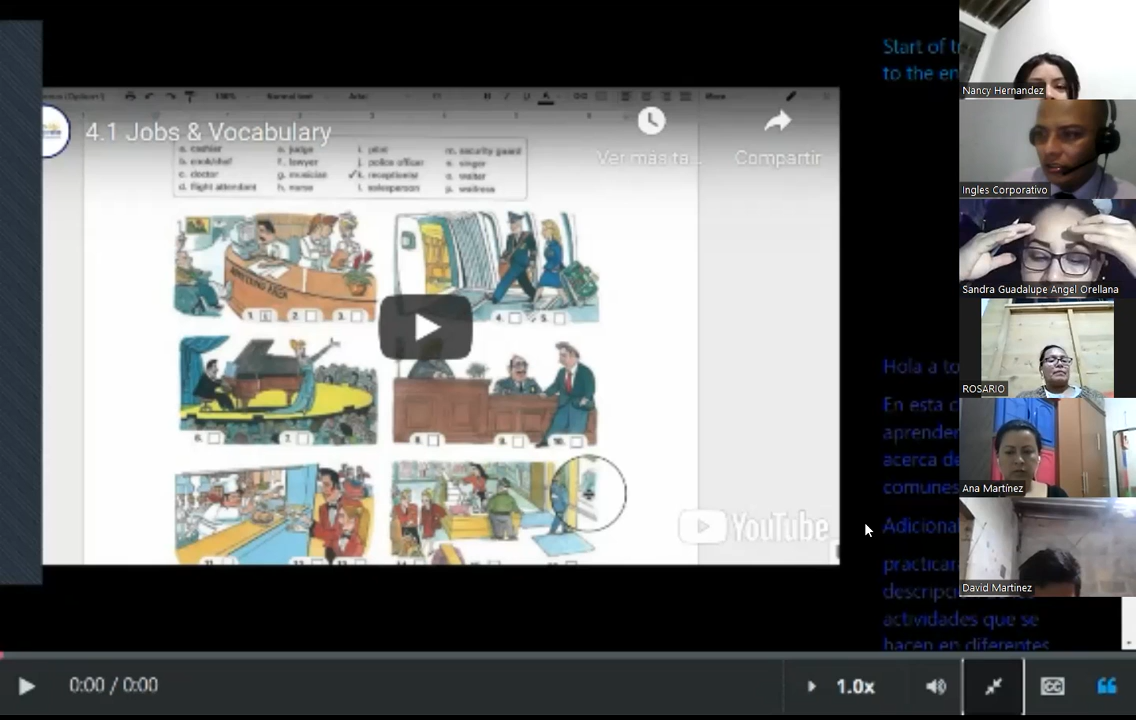 4.1 Jobs & Vocabulary
Ver más ta...
Compartir
a. cashier
e. judge
i. pilot
m. security guard
b. cook/chef
f. lawyer
j. police officer
n. singer
c. doctor
g. musician
✓k. receptionist
o. waiter
d. flight attendant
h. nurse
l. salesperson
p. waitress
YouTube
Start of t
to the en
Hola a to
En esta c
aprender
acerca de
comunes
Adiciona
practicar
descripci
actividades que se
hacen en diferentes
Nancy Hernandez
Ingles Corporativo
Sandra Guadalupe Angel Orellana
ROSARIO
Ana Martínez
David Martinez
0:00 / 0:00
1.0x
CC